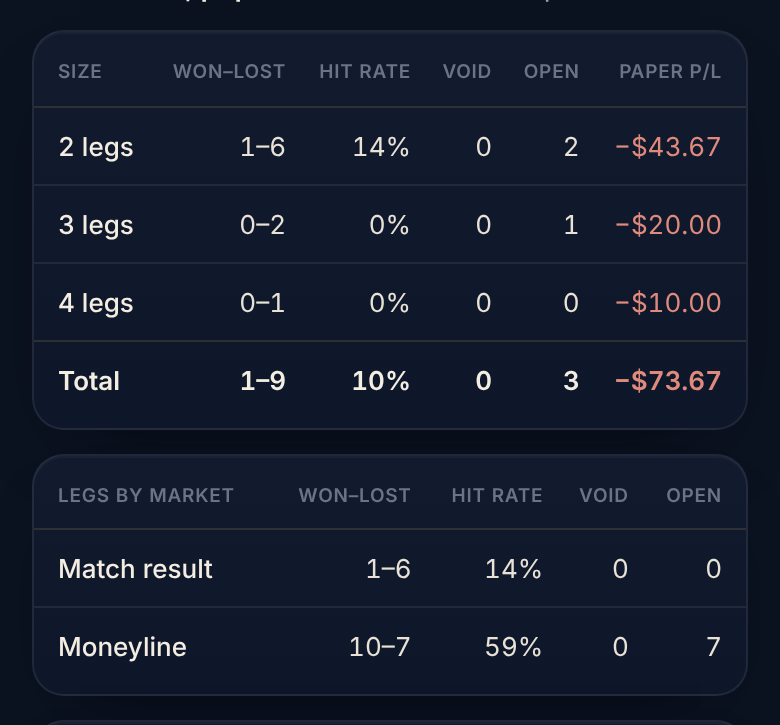 SIZE WON–LOST HIT RATE VOID OPEN PAPER P/L
2 legs 1–6 14% 0 2 −$43.67
3 legs 0–2 0% 0 1 −$20.00
4 legs 0–1 0% 0 0 −$10.00
Total 1–9 10% 0 3 −$73.67
LEGS BY MARKET WON–LOST HIT RATE VOID OPEN
Match result 1–6 14% 0 0
Moneyline 10–7 59% 0 7